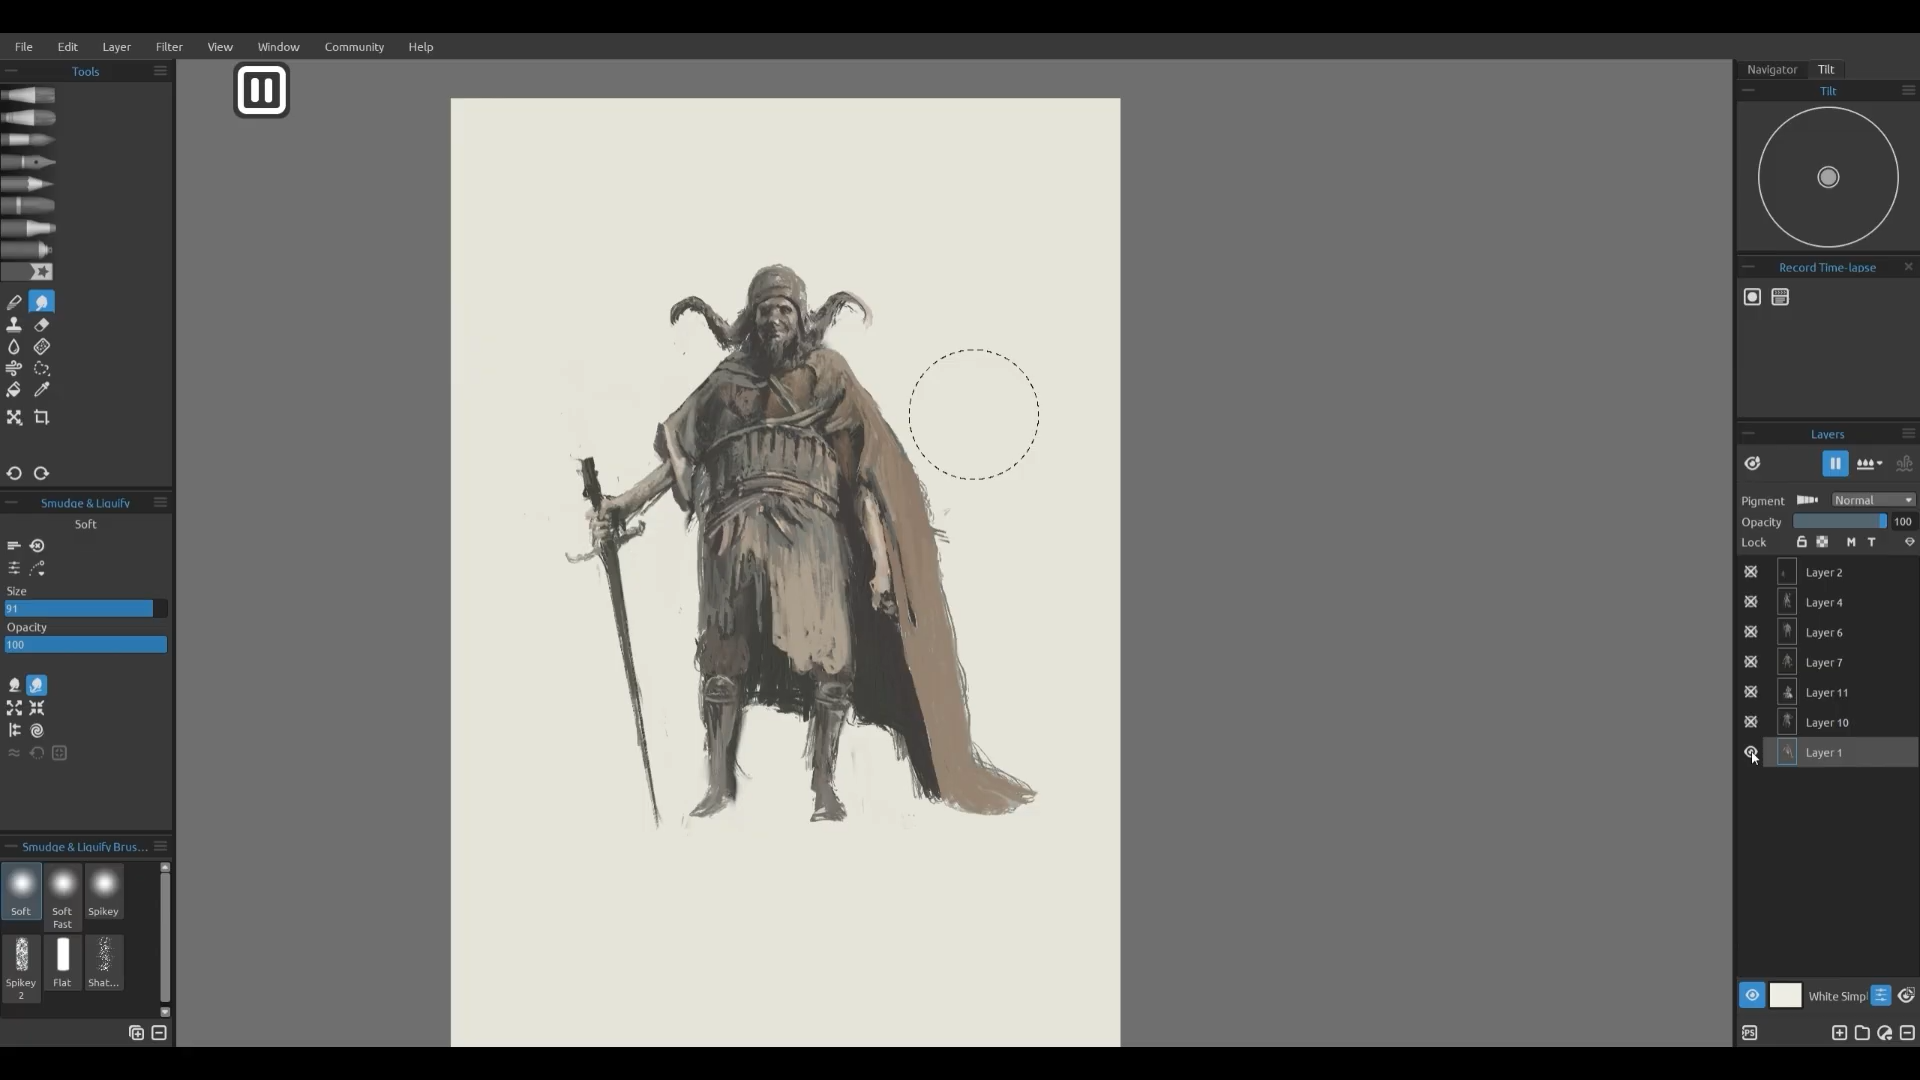 File Edit Layer Filter View Window Community Help
Tools
Navigator Tilt
Tilt
Record Time-lapse
Layers
Pigment Normal
Opacity 100
Lock M T
Layer 2
Layer 4
Layer 6
Layer 7
Layer 11
Layer 10
Layer 1
White Simpl
PS
Smudge & Liquify
Soft
Size
91
Opacity
100
Smudge & Liquify Brus...
Soft
Soft Fast
Spikey
Spikey 2
Flat
Shat...